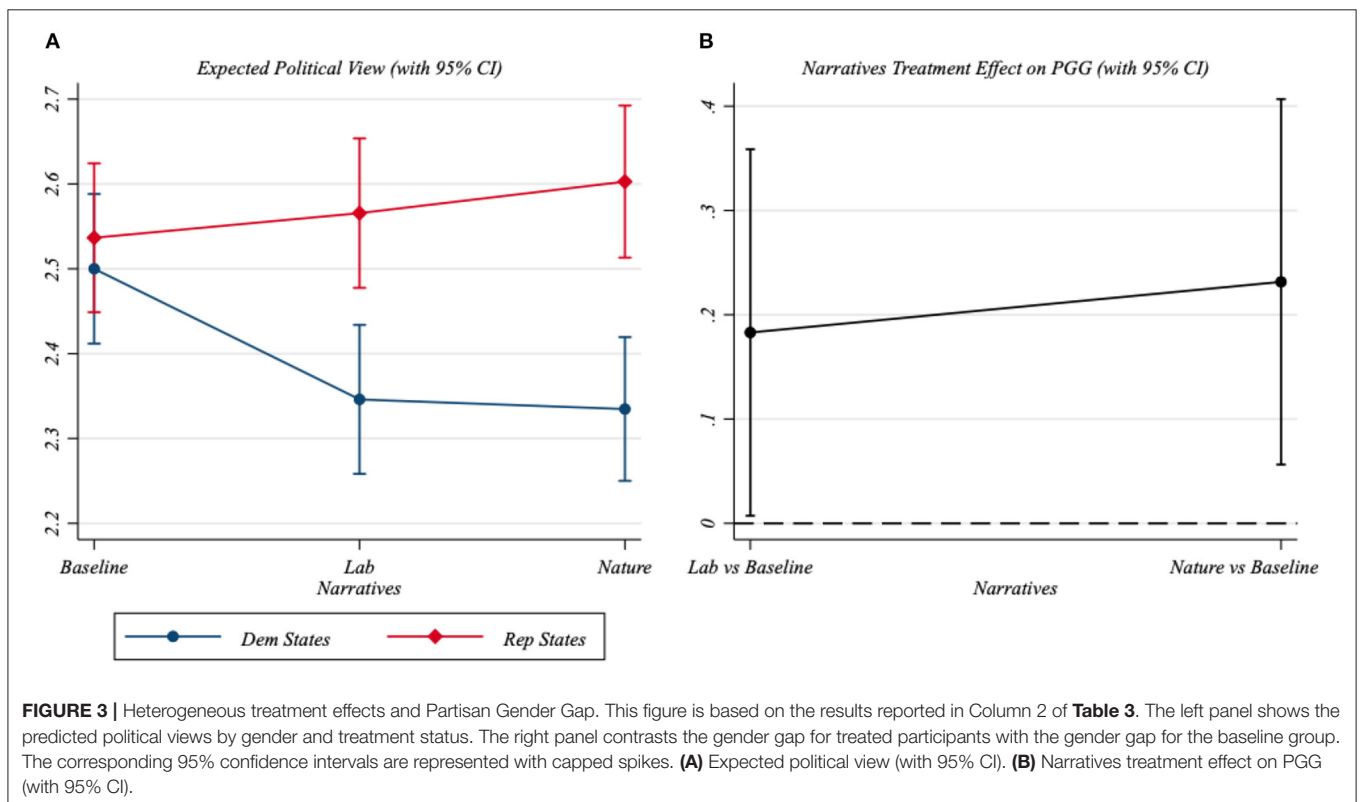 A
Expected Political View (with 95% CI)
2.7
2.6
2.5
2.4
2.3
2.2
Baseline
Lab
Nature
Narratives
Dem States
Rep States
B
Narratives Treatment Effect on PGG (with 95% CI)
.4
.3
.2
.1
0
Lab vs Baseline
Nature vs Baseline
Narratives
FIGURE 3 | Heterogeneous treatment effects and Partisan Gender Gap. This figure is based on the results reported in Column 2 of Table 3. The left panel shows the
predicted political views by gender and treatment status. The right panel contrasts the gender gap for treated participants with the gender gap for the baseline group.
The corresponding 95% confidence intervals are represented with capped spikes. (A) Expected political view (with 95% CI). (B) Narratives treatment effect on PGG
(with 95% CI).